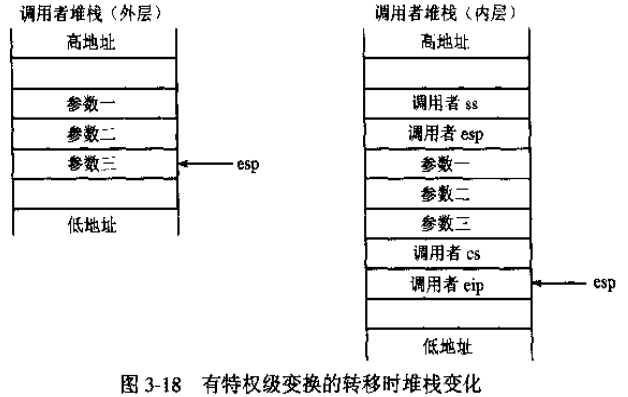 调用者堆栈（外层）
高地址
参数一
参数二
参数三
esp
低地址
调用者堆栈（内层）
高地址
调用者 ss
调用者 esp
参数一
参数二
参数三
调用者 cs
调用者 eip
esp
低地址
图 3-18 有特权级变换的转移时堆栈变化